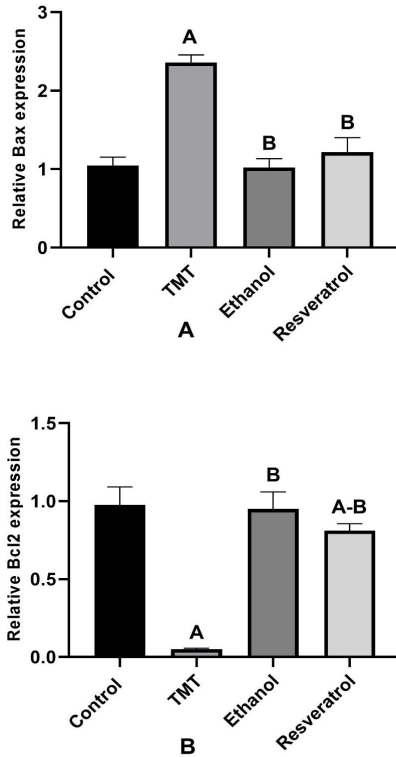 Relative Bax expression
3
2
1
0
A
B
B
Control
TMT
Ethanol
Resveratrol
A
Relative Bcl2 expression
1.5
1.0
0.5
0.0
A
B
A-B
Control
TMT
Ethanol
Resveratrol
B